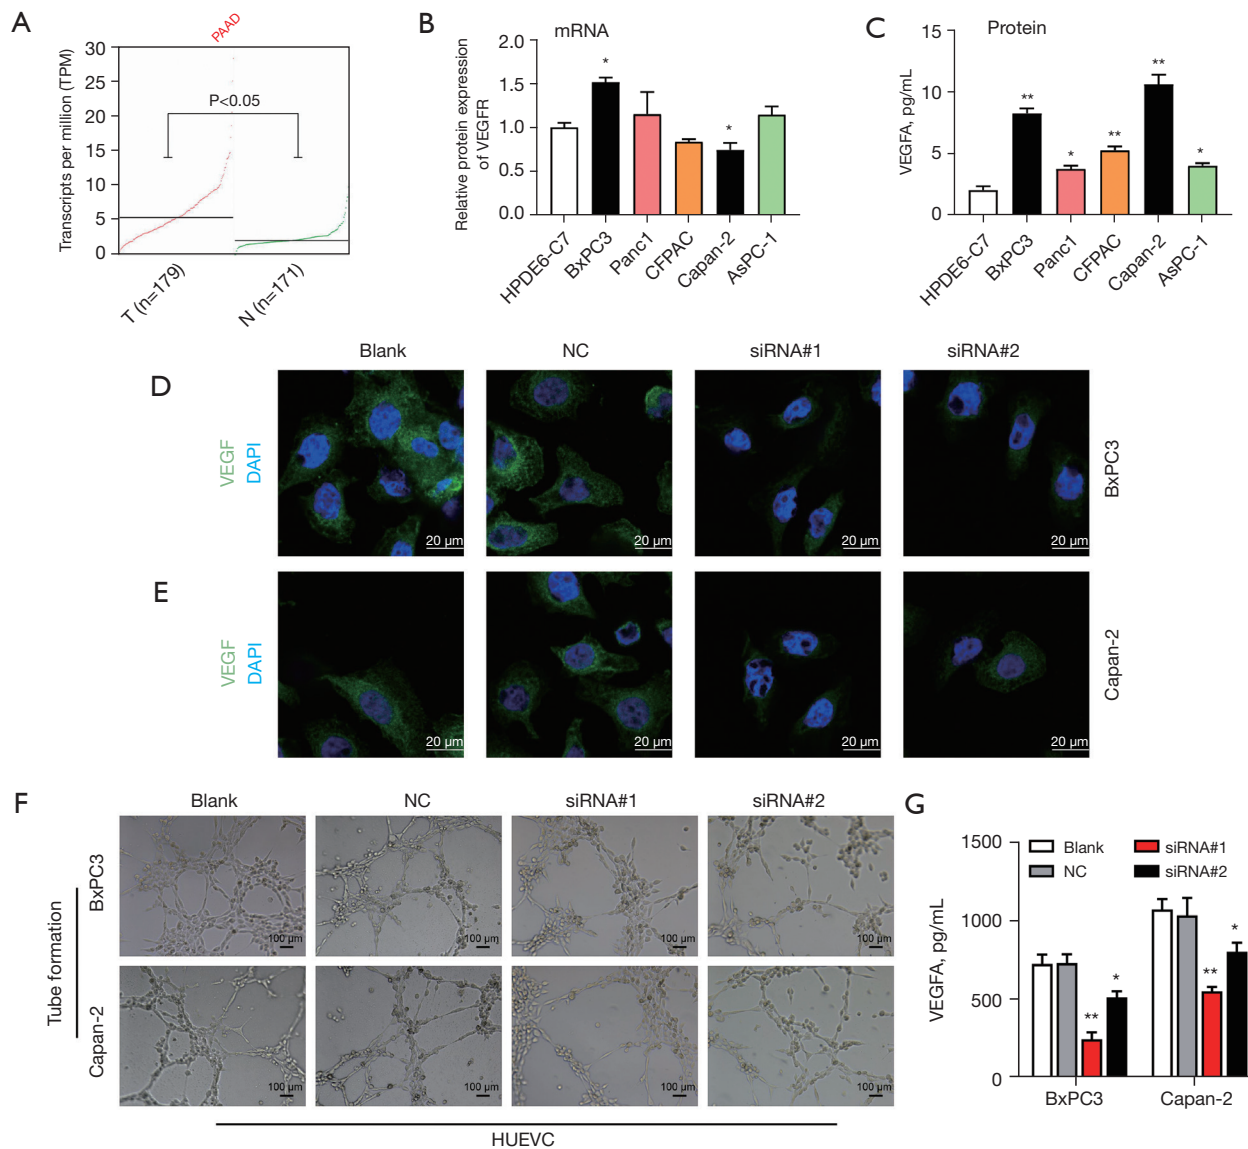 A
PAAD
Transcripts per million (TPM)
30
25
20
15
10
5
0
P<0.05
T (n=179)
N (n=171)
B
mRNA
Relative protein expression
of VEGFR
2.0
1.5
1.0
0.5
0.0
*
*
HPDE6-C7
BxPC3
Panc1
CFPAC
Capan-2
AsPC-1
C
Protein
VEGFA, pg/mL
15
10
5
0
**
*
**
**
*
HPDE6-C7
BxPC3
Panc1
CFPAC
Capan-2
AsPC-1
Blank
NC
siRNA#1
siRNA#2
D
VEGF
DAPI
20 µm
20 µm
20 µm
20 µm
BxPC3
E
VEGF
DAPI
20 µm
20 µm
20 µm
20 µm
Capan-2
F
Blank
NC
siRNA#1
siRNA#2
Tube formation
BxPC3
100 µm
100 µm
100 µm
100 µm
Capan-2
100 µm
100 µm
100 µm
100 µm
HUEVC
G
VEGFA, pg/mL
1500
1000
500
0
Blank
NC
siRNA#1
siRNA#2
**
*
**
*
BxPC3
Capan-2